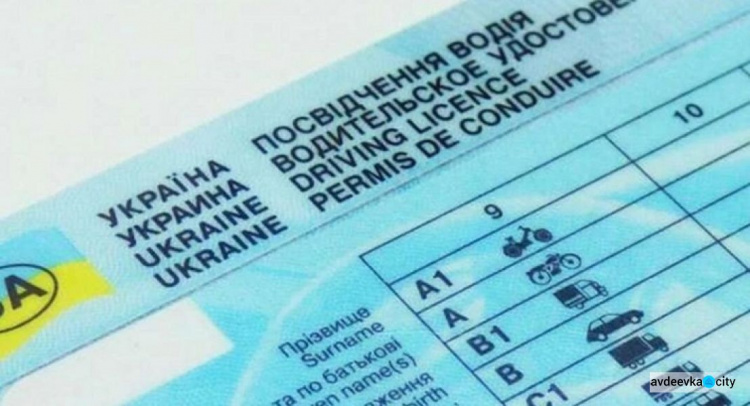 УКРАЇНА
УКРАИНА
UKRAINE
UKRAINE
ПОСВІДЧЕННЯ ВОДІЯ
ВОДИТЕЛЬСКОЕ
DRIVING LICENCE
PERMIS DE CONDUIRE
9
10
A1
A
B1
B
C1
Прізвище
Surname
та по батькові
name(s)
avdeevka city